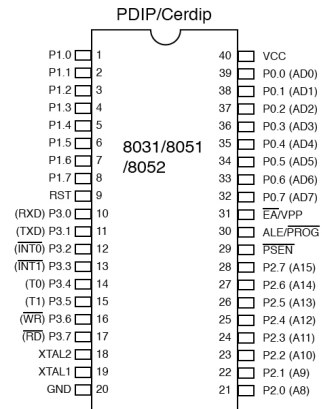 PDIP/Cerdip
P1.0 1
P1.1 2
P1.2 3
P1.3 4
P1.4 5
P1.5 6
P1.6 7
P1.7 8
RST 9
(RXD) P3.0 10
(TXD) P3.1 11
(INT0) P3.2 12
(INT1) P3.3 13
(T0) P3.4 14
(T1) P3.5 15
(WR) P3.6 16
(RD) P3.7 17
XTAL2 18
XTAL1 19
GND 20
8031/8051
/8052
40 VCC
39 P0.0 (AD0)
38 P0.1 (AD1)
37 P0.2 (AD2)
36 P0.3 (AD3)
35 P0.4 (AD4)
34 P0.5 (AD5)
33 P0.6 (AD6)
32 P0.7 (AD7)
31 EA/VPP
30 ALE/PROG
29 PSEN
28 P2.7 (A15)
27 P2.6 (A14)
26 P2.5 (A13)
25 P2.4 (A12)
24 P2.3 (A11)
23 P2.2 (A10)
22 P2.1 (A9)
21 P2.0 (A8)